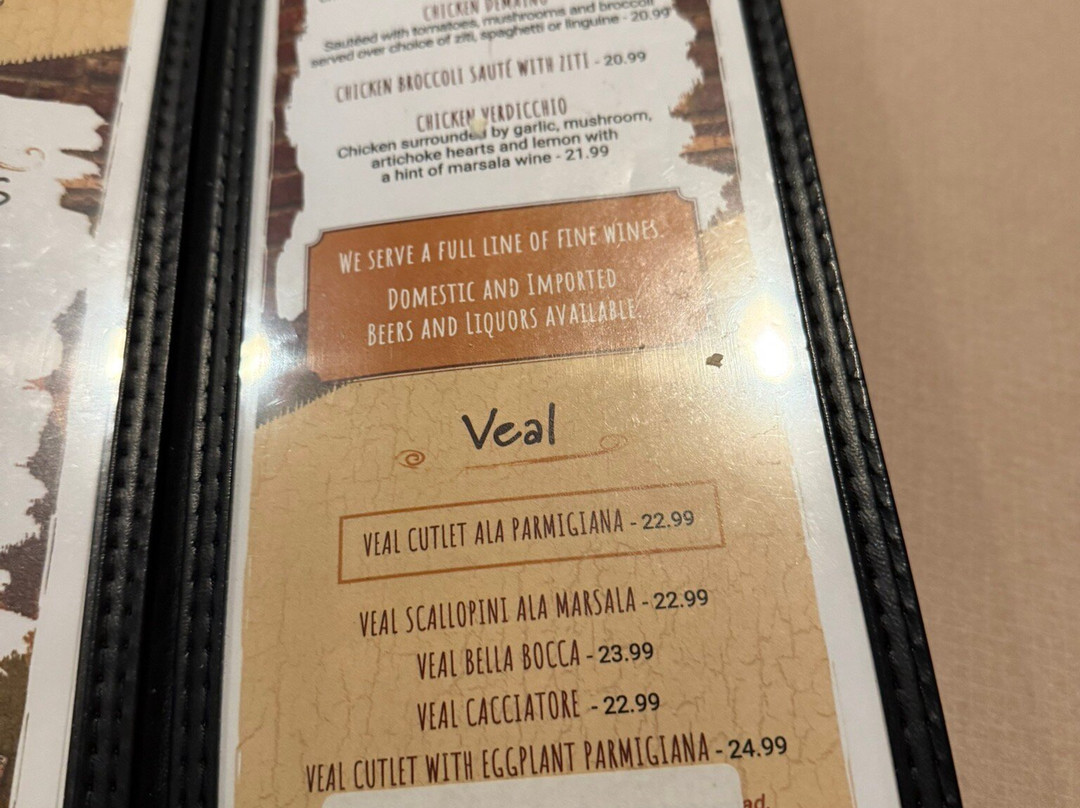 CHICKEN
Sautéed with tomatoes, mushrooms and broccoli
served over choice of ziti, spaghetti or linguine - 20.99
CHICKEN BROCCOLI SAUTÉ WITH ZITI - 20.99
CHICKEN VERDICCHIO
Chicken surrounded by garlic, mushroom,
artichoke hearts and lemon with
a hint of marsala wine - 21.99
WE SERVE A FULL LINE OF FINE WINES.
DOMESTIC AND IMPORTED
BEERS AND LIQUORS AVAILABLE.
Veal
VEAL CUTLET ALA PARMIGIANA - 22.99
VEAL SCALLOPINI ALA MARSALA - 22.99
VEAL BELLA BOCCA - 23.99
VEAL CACCIATORE - 22.99
VEAL CUTLET WITH EGGPLANT PARMIGIANA - 24.99